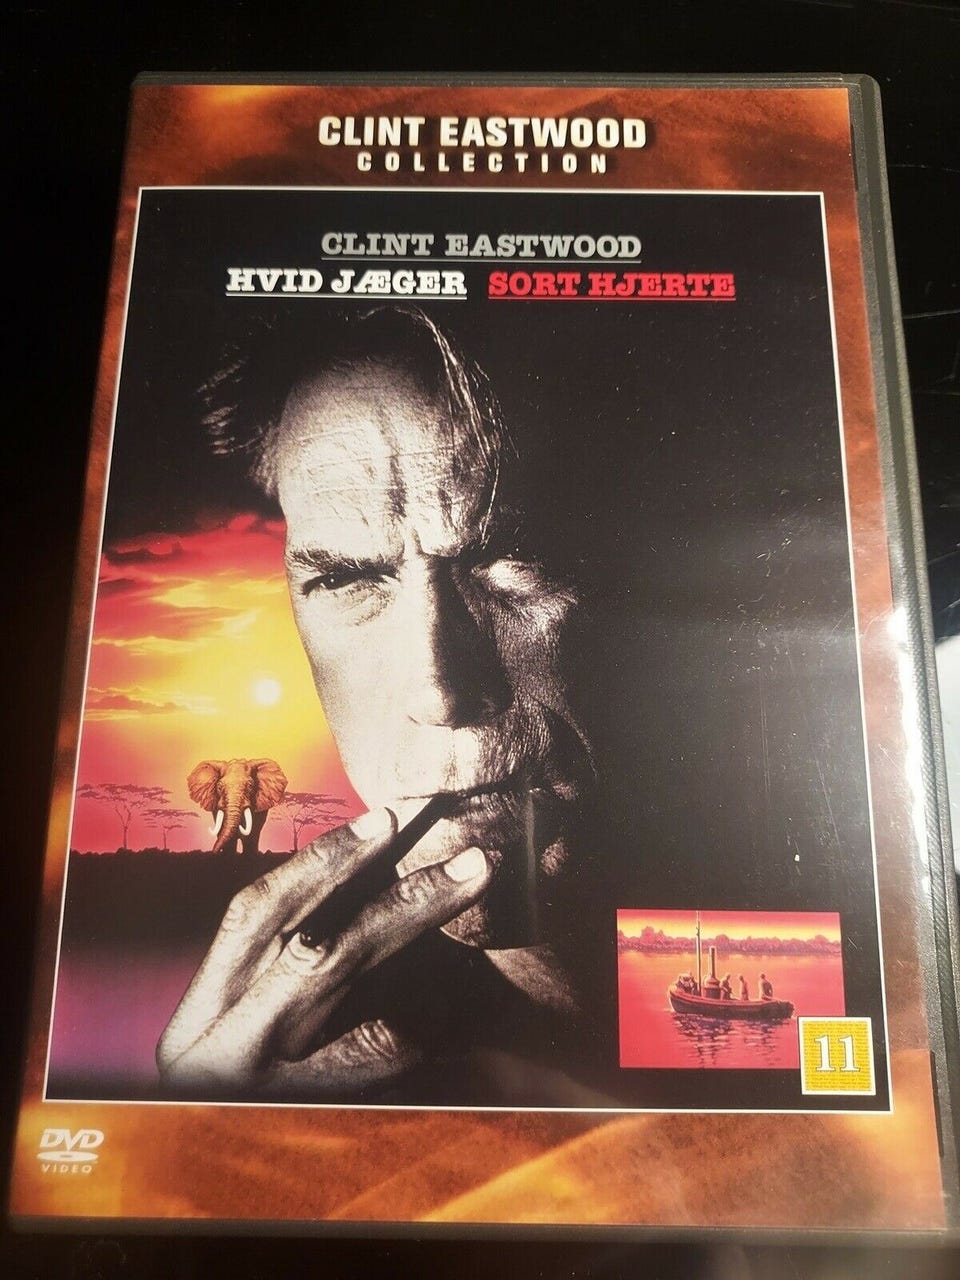 CLINT EASTWOOD
COLLECTION
CLINT EASTWOOD
HVID JÆGER SORT HJERTE
11
DVD
VIDEO